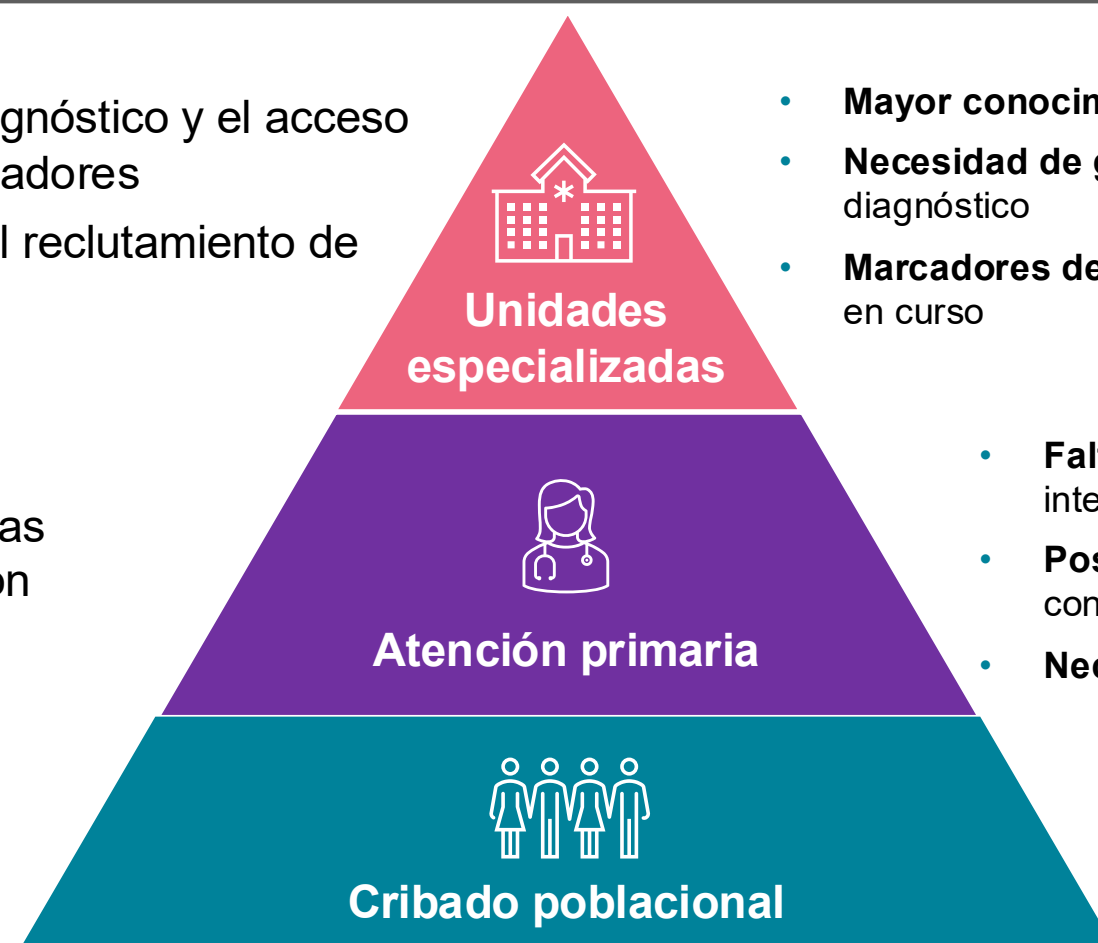 gnóstico y el acceso
adores
l reclutamiento de
as
on
Unidades
especializadas
Atención primaria
Cribado poblacional
• Mayor conocim
• Necesidad de g
diagnóstico
• Marcadores de
en curso
• Fal
inte
• Pos
con
• Nec